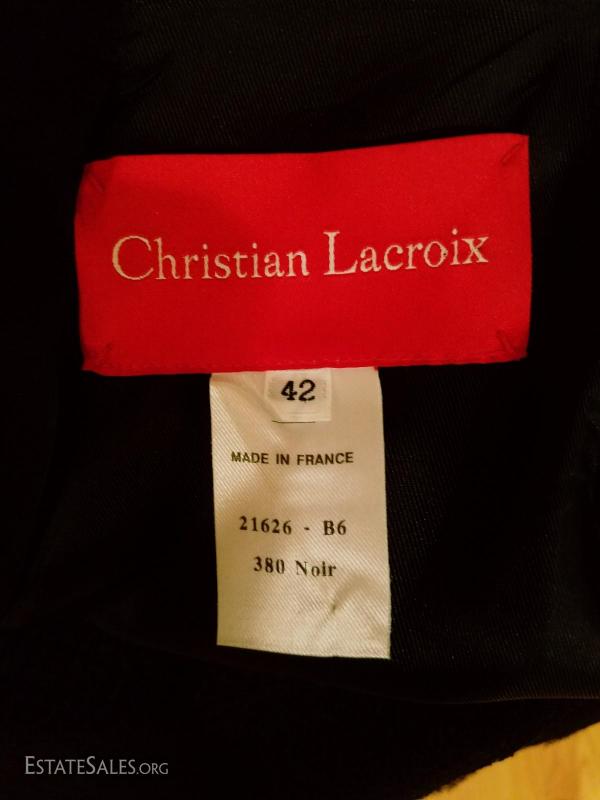 Christian Lacroix
42
MADE IN FRANCE
21626 - B6
380 Noir
ESTATESALES.ORG